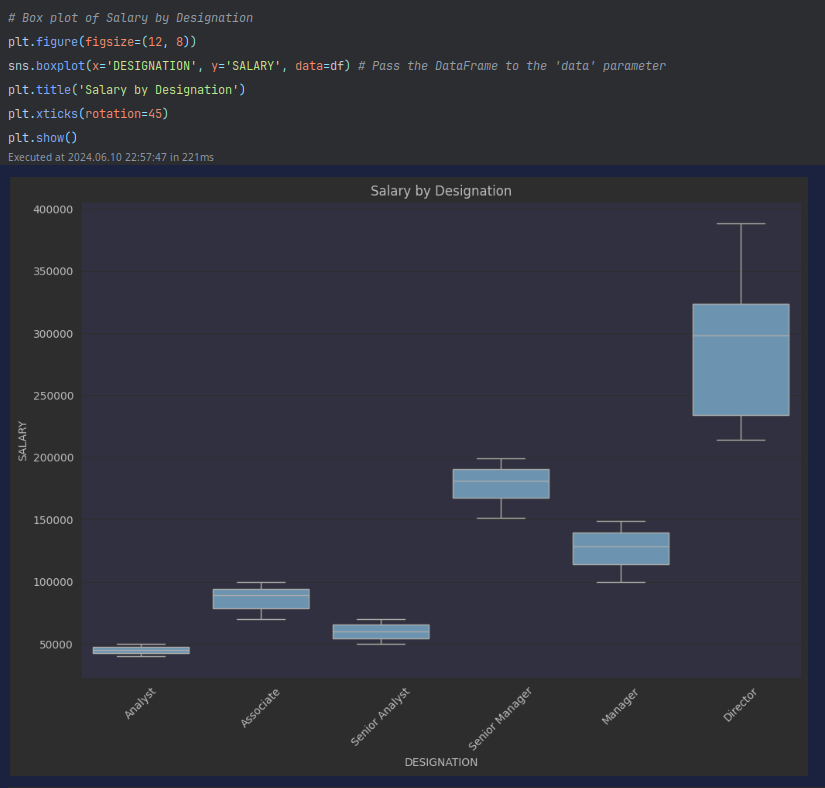 # Box plot of Salary by Designation
plt.figure(figsize=(12, 8))
sns.boxplot(x='DESIGNATION', y='SALARY', data=df) # Pass the DataFrame to the 'data' parameter
plt.title('Salary by Designation')
plt.xticks(rotation=45)
plt.show()
Executed at 2024.06.10 22:57:47 in 221ms
Salary by Designation
400000
350000
300000
250000
200000
150000
100000
50000
SALARY
Analyst
Associate
Senior Analyst
Senior Manager
Manager
Director
DESIGNATION